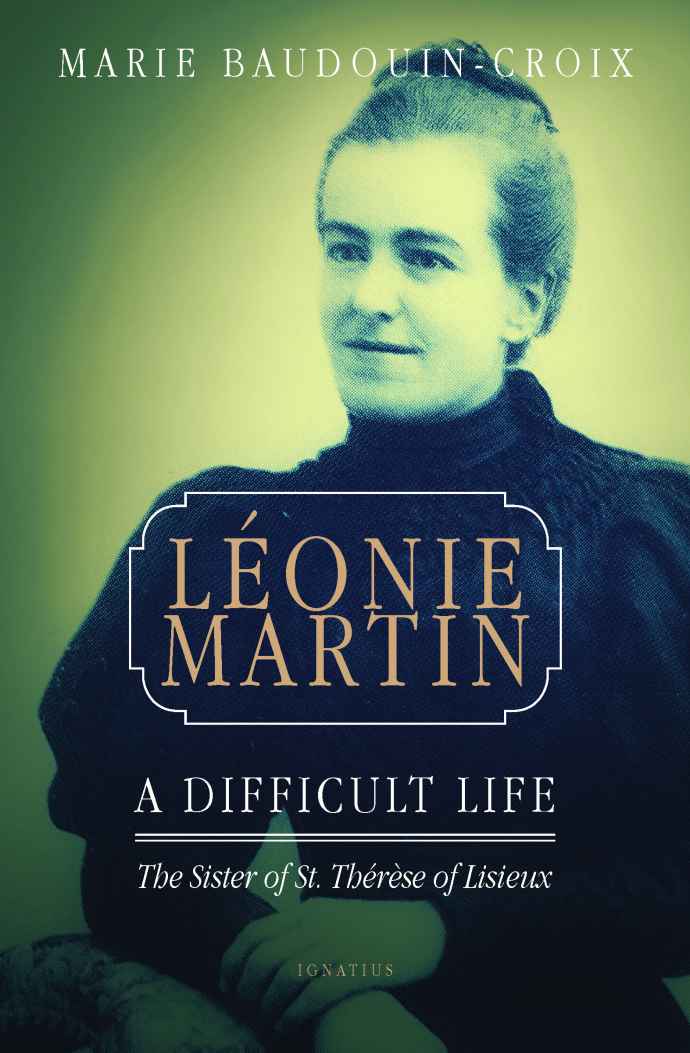 MARIE BAUDOUIN-CROIX
LÉONIE
MARTIN
A DIFFICULT LIFE
The Sister of St. Thérèse of Lisieux
IGNATIUS